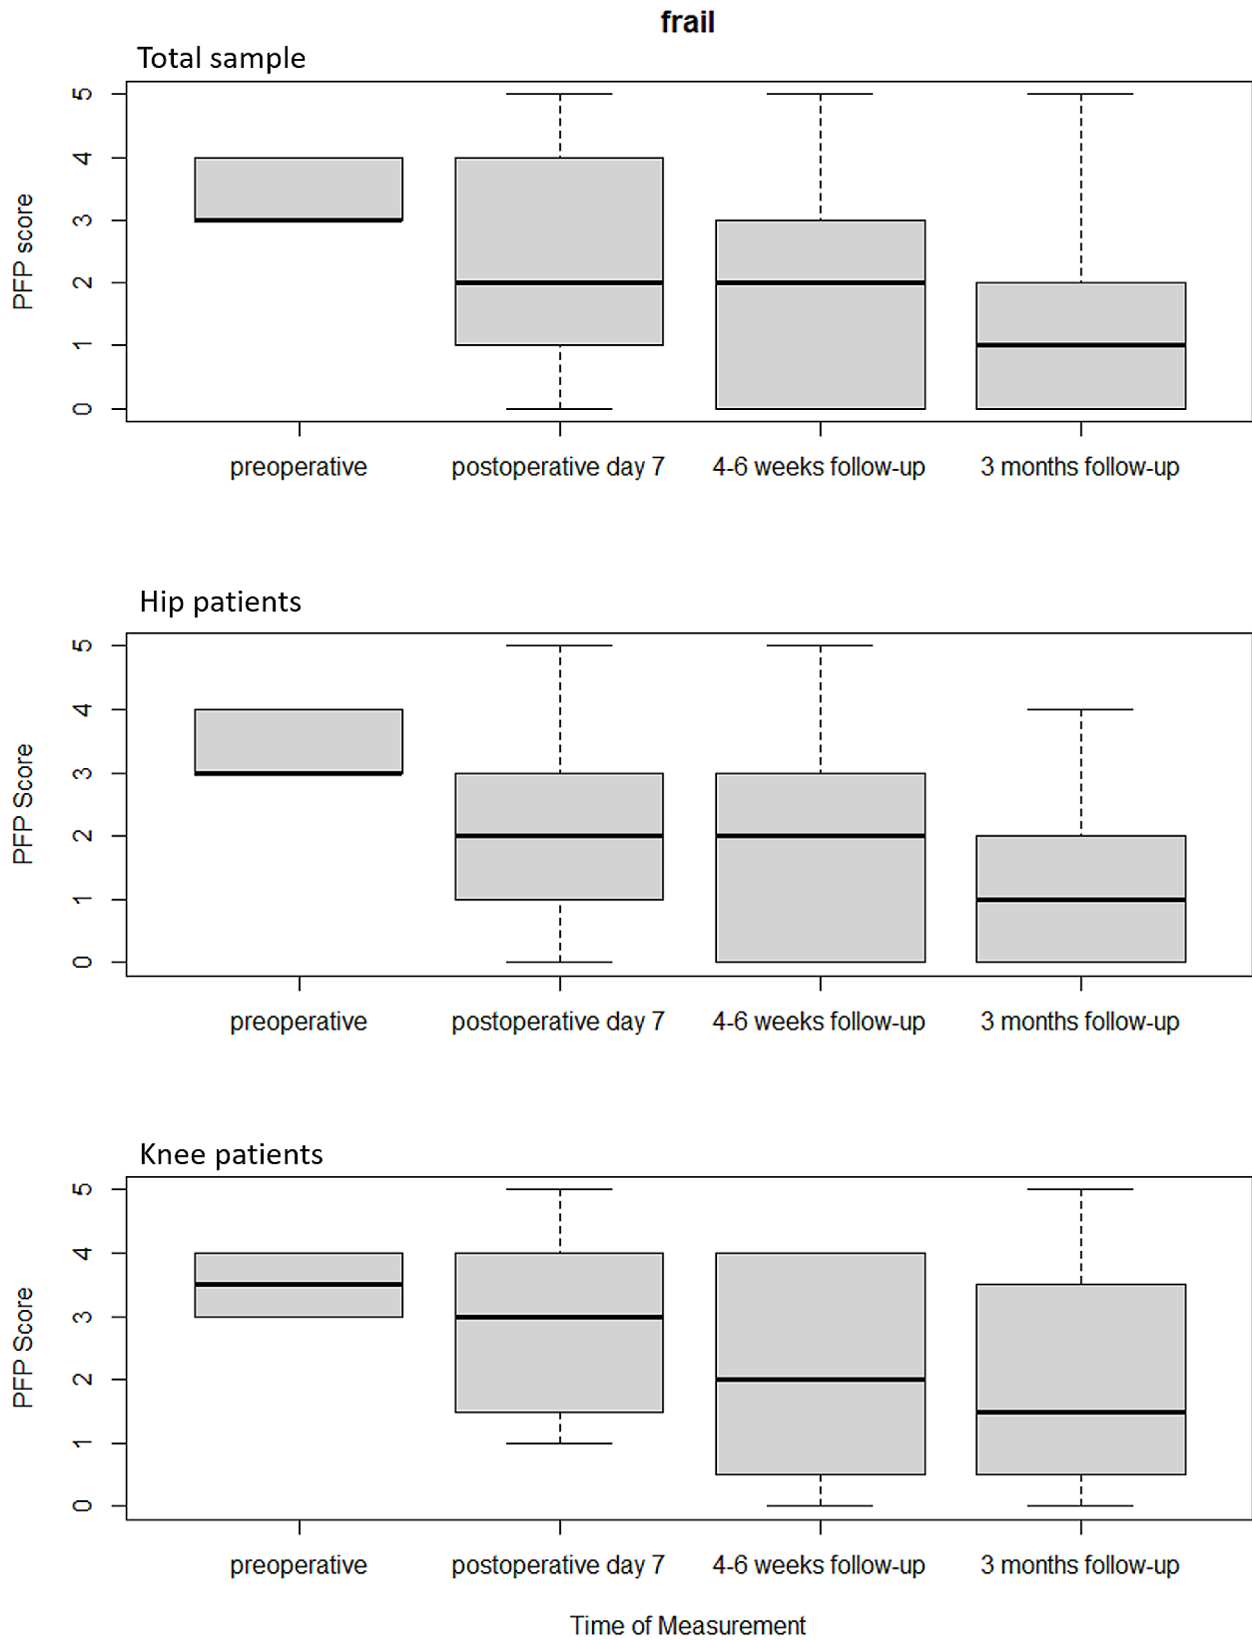 frail
Total sample
PFP score
5
4
3
2
1
0
preoperative postoperative day 7 4-6 weeks follow-up 3 months follow-up
Hip patients
PFP Score
5
4
3
2
1
0
preoperative postoperative day 7 4-6 weeks follow-up 3 months follow-up
Knee patients
PFP Score
5
4
3
2
1
0
preoperative postoperative day 7 4-6 weeks follow-up 3 months follow-up
Time of Measurement